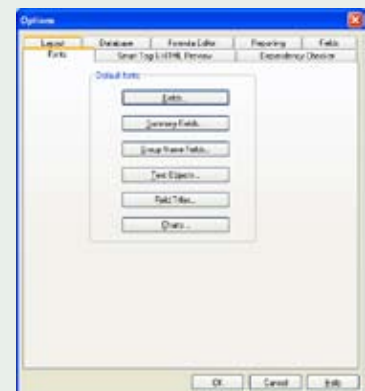 Options
Layout Database Formula Editor Reporting Fields
Fonts Smart Tag & HTML Preview Dependency Checker
Default fonts:
Fields...
Summary Fields...
Group Name Fields...
Text Objects...
Field Titles...
Charts...
OK Cancel Help